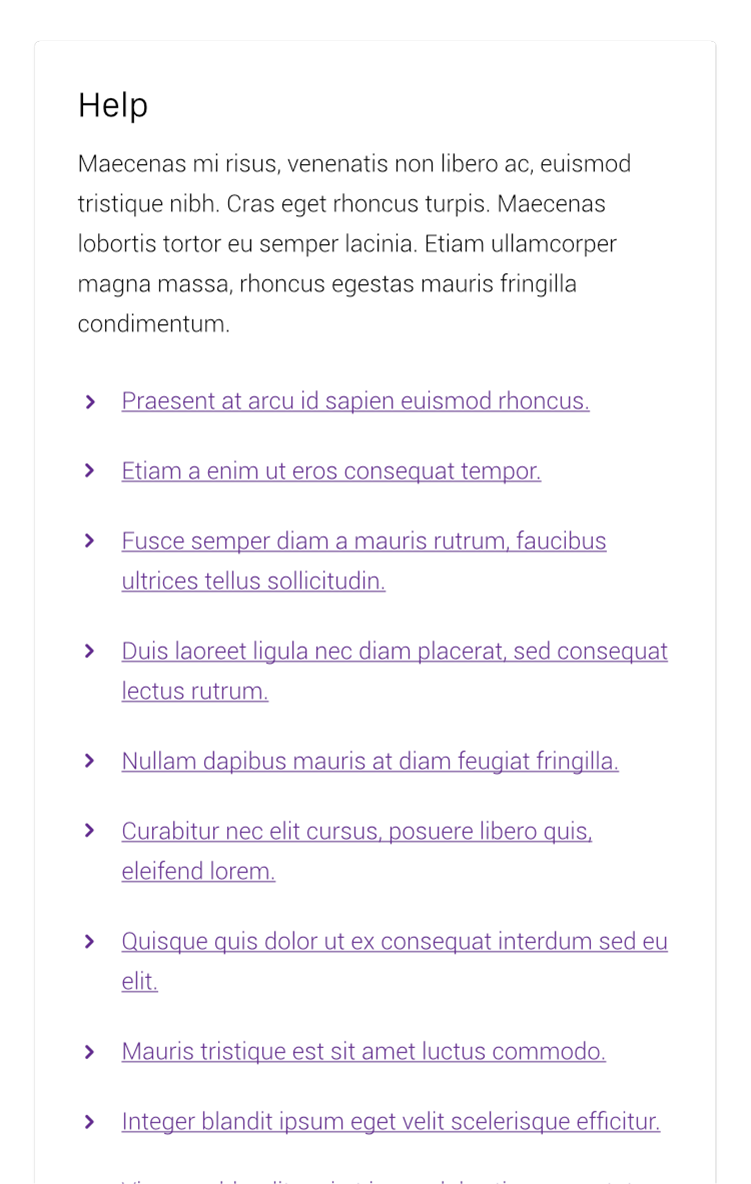 Help
Maecenas mi risus, venenatis non libero ac, euismod
tristique nibh. Cras eget rhoncus turpis. Maecenas
lobortis tortor eu semper lacinia. Etiam ullamcorper
magna massa, rhoncus egestas mauris fringilla
condimentum.
Praesent at arcu id sapien euismod rhoncus.
Etiam a enim ut eros consequat tempor.
Fusce semper diam a mauris rutrum, faucibus
ultrices tellus sollicitudin.
Duis laoreet ligula nec diam placerat, sed consequat
lectus rutrum.
Nullam dapibus mauris at diam feugiat fringilla.
Curabitur nec elit cursus, posuere libero quis,
eleifend lorem.
Quisque quis dolor ut ex consequat interdum sed eu
elit.
Mauris tristique est sit amet luctus commodo.
Integer blandit ipsum eget velit scelerisque efficitur.